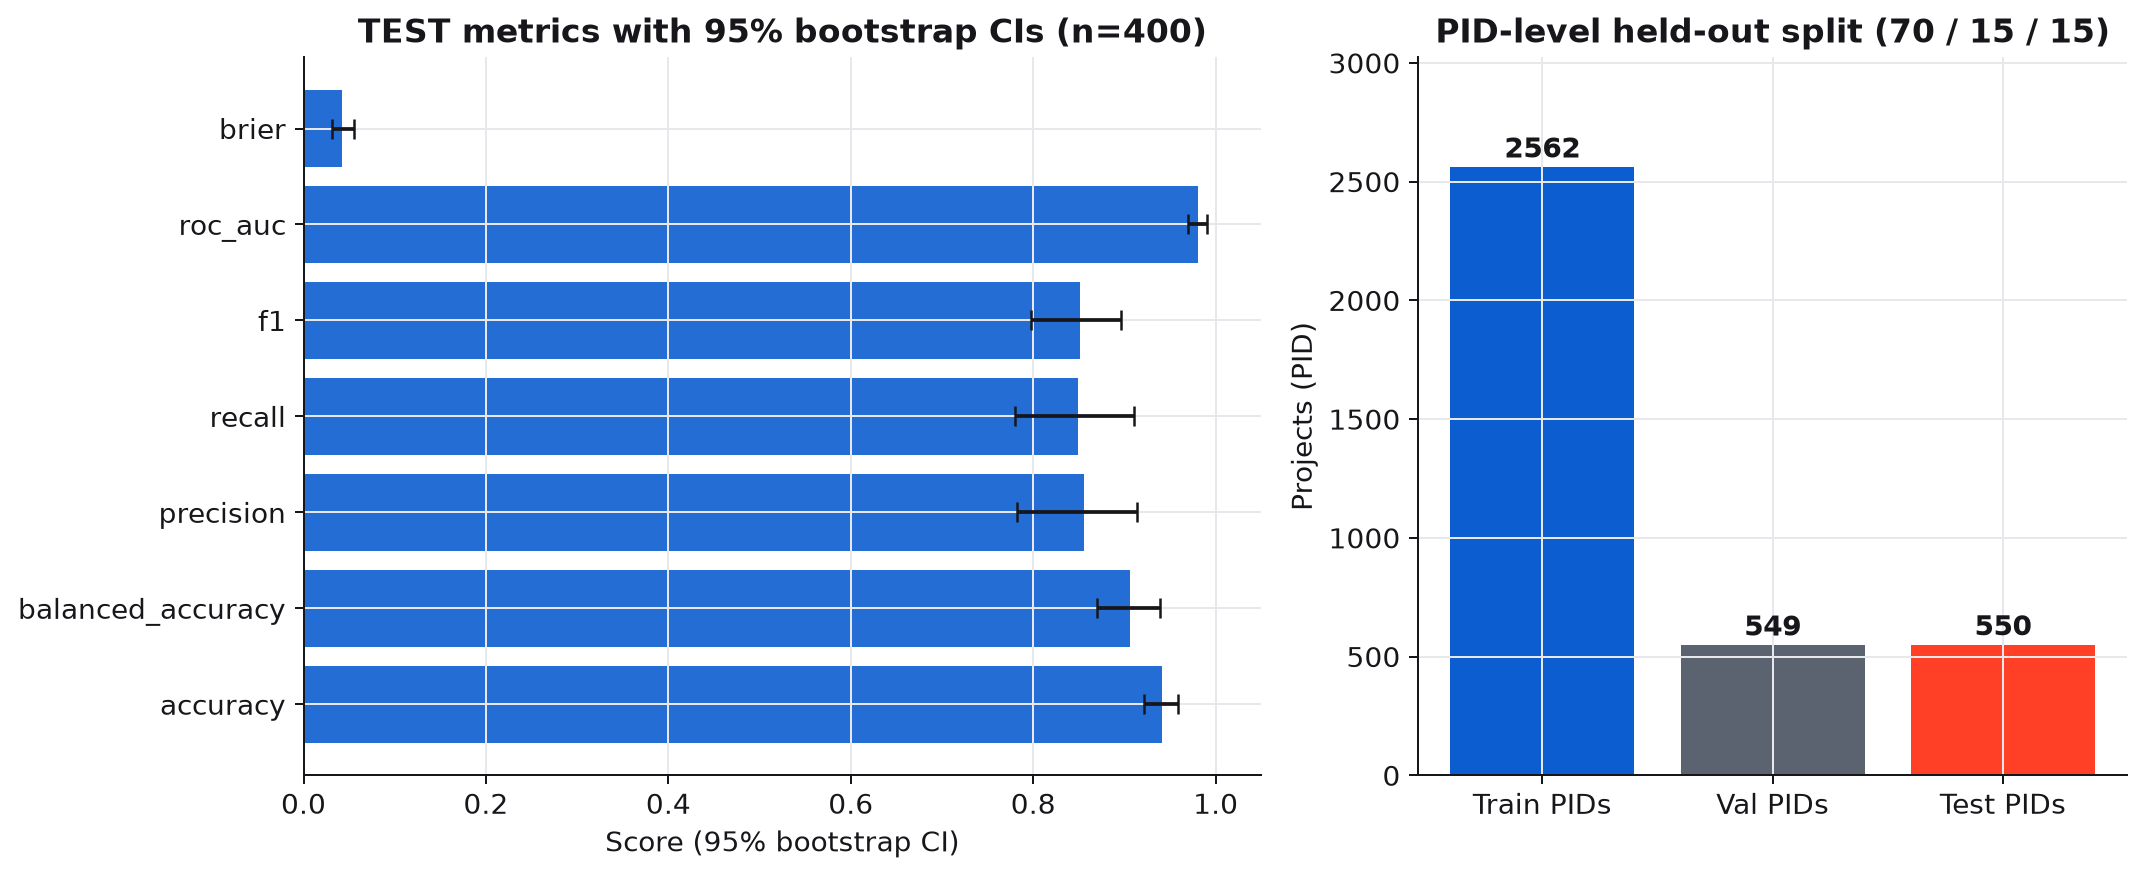 TEST metrics with 95% bootstrap CIs (n=400)
brier
roc_auc
f1
recall
precision
balanced_accuracy
accuracy
0.0 0.2 0.4 0.6 0.8 1.0
Score (95% bootstrap CI)
PID-level held-out split (70 / 15 / 15)
Projects (PID)
3000
2500
2000
1500
1000
500
0
2562
549
550
Train PIDs Val PIDs Test PIDs